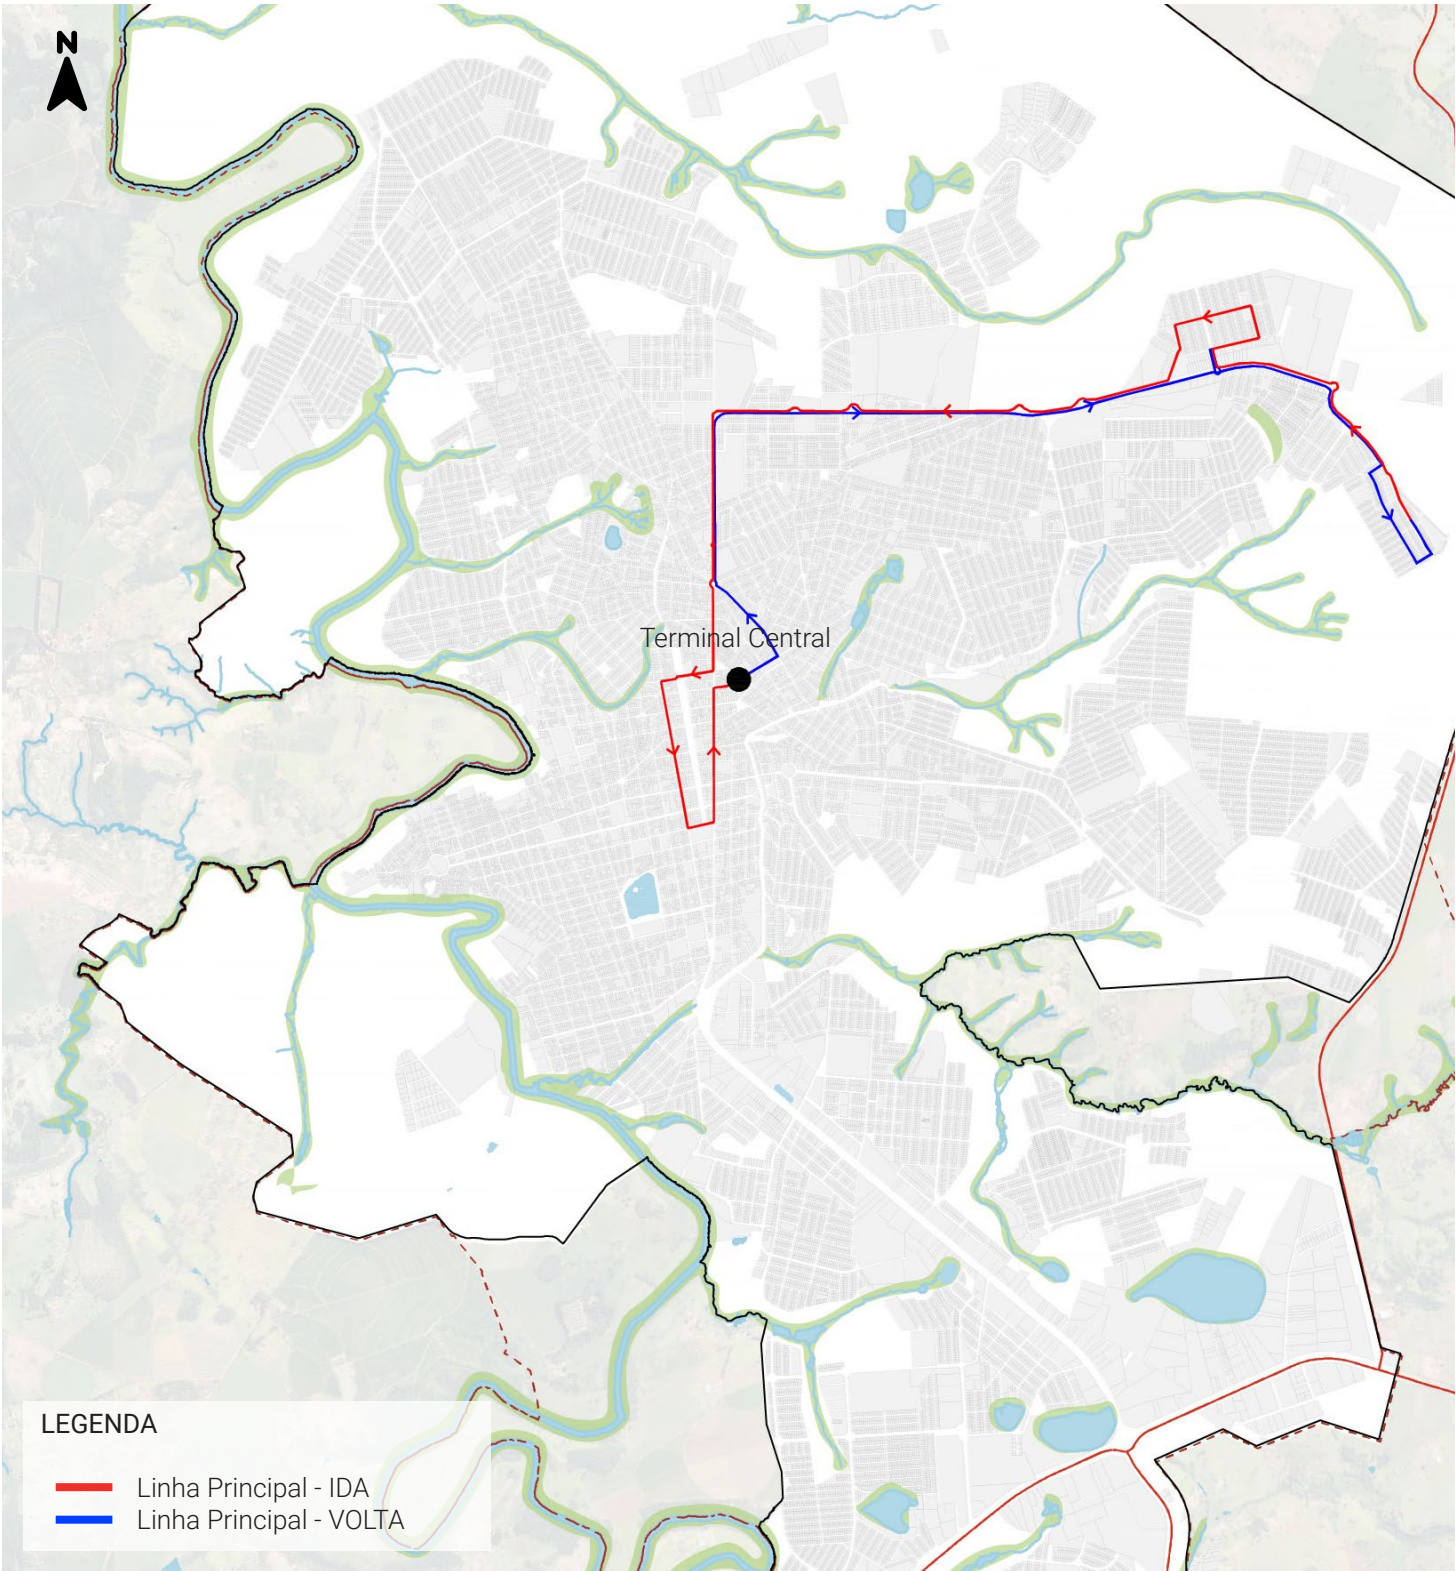 N
Terminal Central
LEGENDA
Linha Principal - IDA
Linha Principal - VOLTA